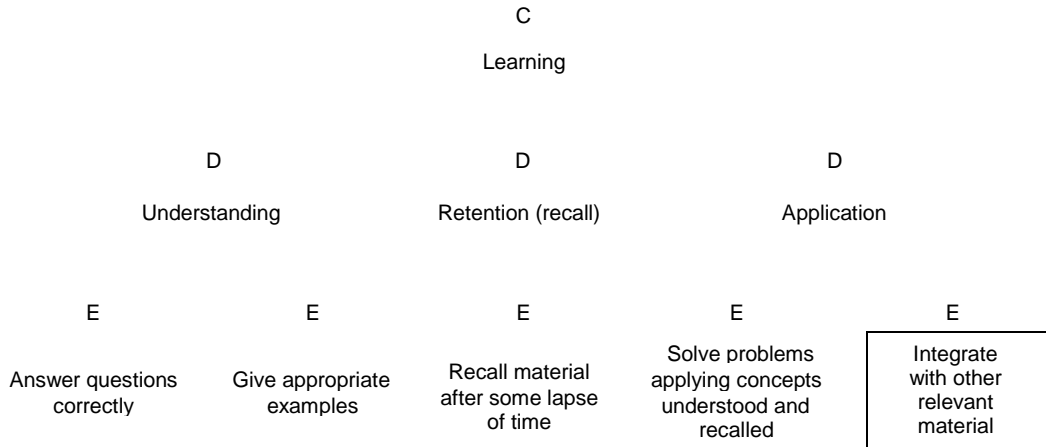 C
Learning
D D D
Understanding Retention (recall) Application
E E E E E
Answer questions
correctly
Give appropriate
examples
Recall material
after some lapse
of time
Solve problems
applying concepts
understood and
recalled
Integrate
with other
relevant
material